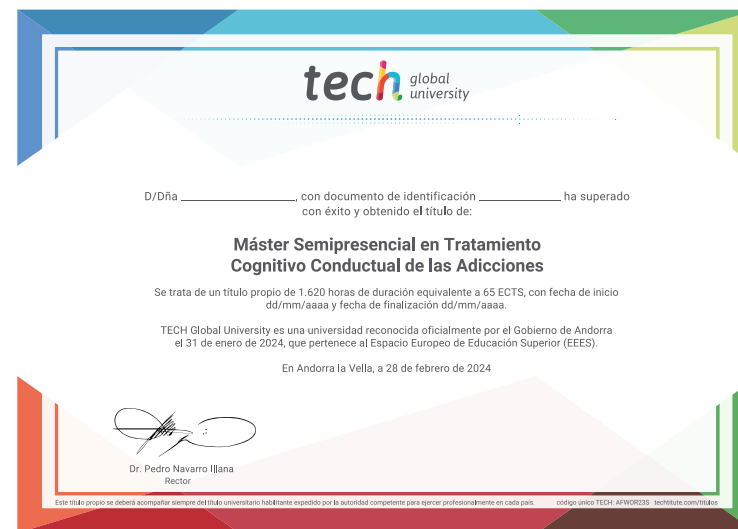 tech global university
D/Dña ______________, con documento de identificación ______________ ha superado
con éxito y obtenido el título de:
Máster Semipresencial en Tratamiento
Cognitivo Conductual de las Adicciones
Se trata de un título propio de 1.620 horas de duración equivalente a 65 ECTS, con fecha de inicio
dd/mm/aaaa y fecha de finalización dd/mm/aaaa.
TECH Global University es una universidad reconocida oficialmente por el Gobierno de Andorra
el 31 de enero de 2024, que pertenece al Espacio Europeo de Educación Superior (EEES).
En Andorra la Vella, a 28 de febrero de 2024
Dr. Pedro Navarro Illana
Rector
Este título propio se deberá acompañar siempre del título universitario habilitante expedido por la autoridad competente para ejercer profesionalmente en cada país. código único TECH: AFWOR23S techtitute.com/titulos